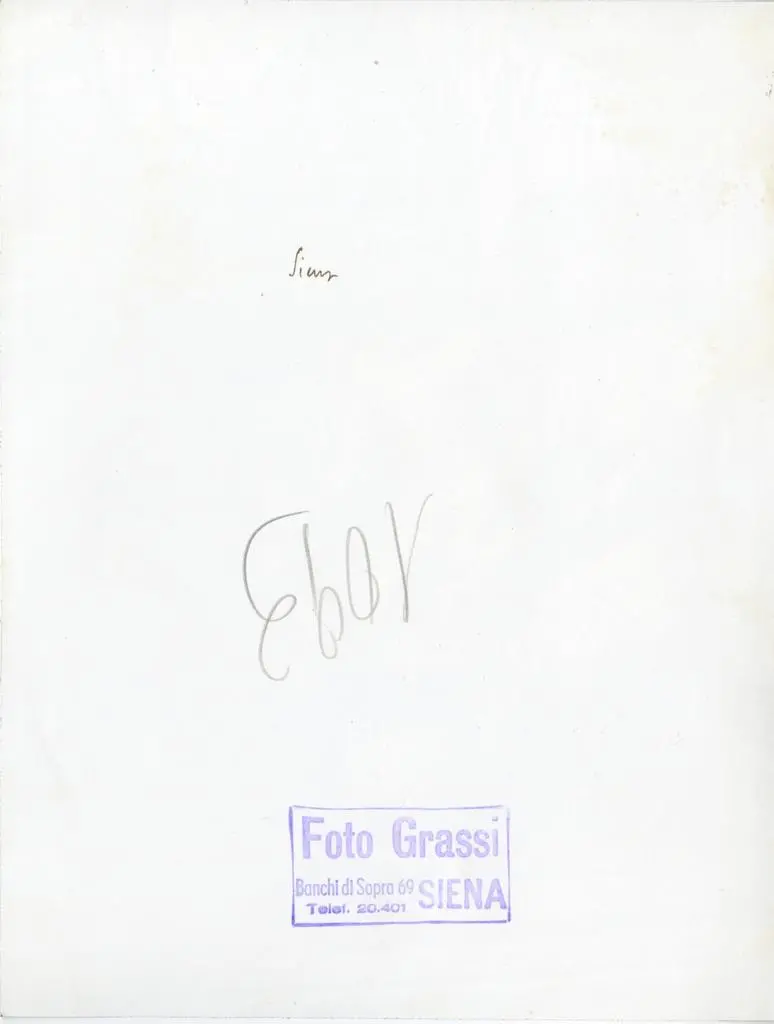 Siena
Foto Grassi
Banchi di Sopra 69 SIENA
Telef. 20.401